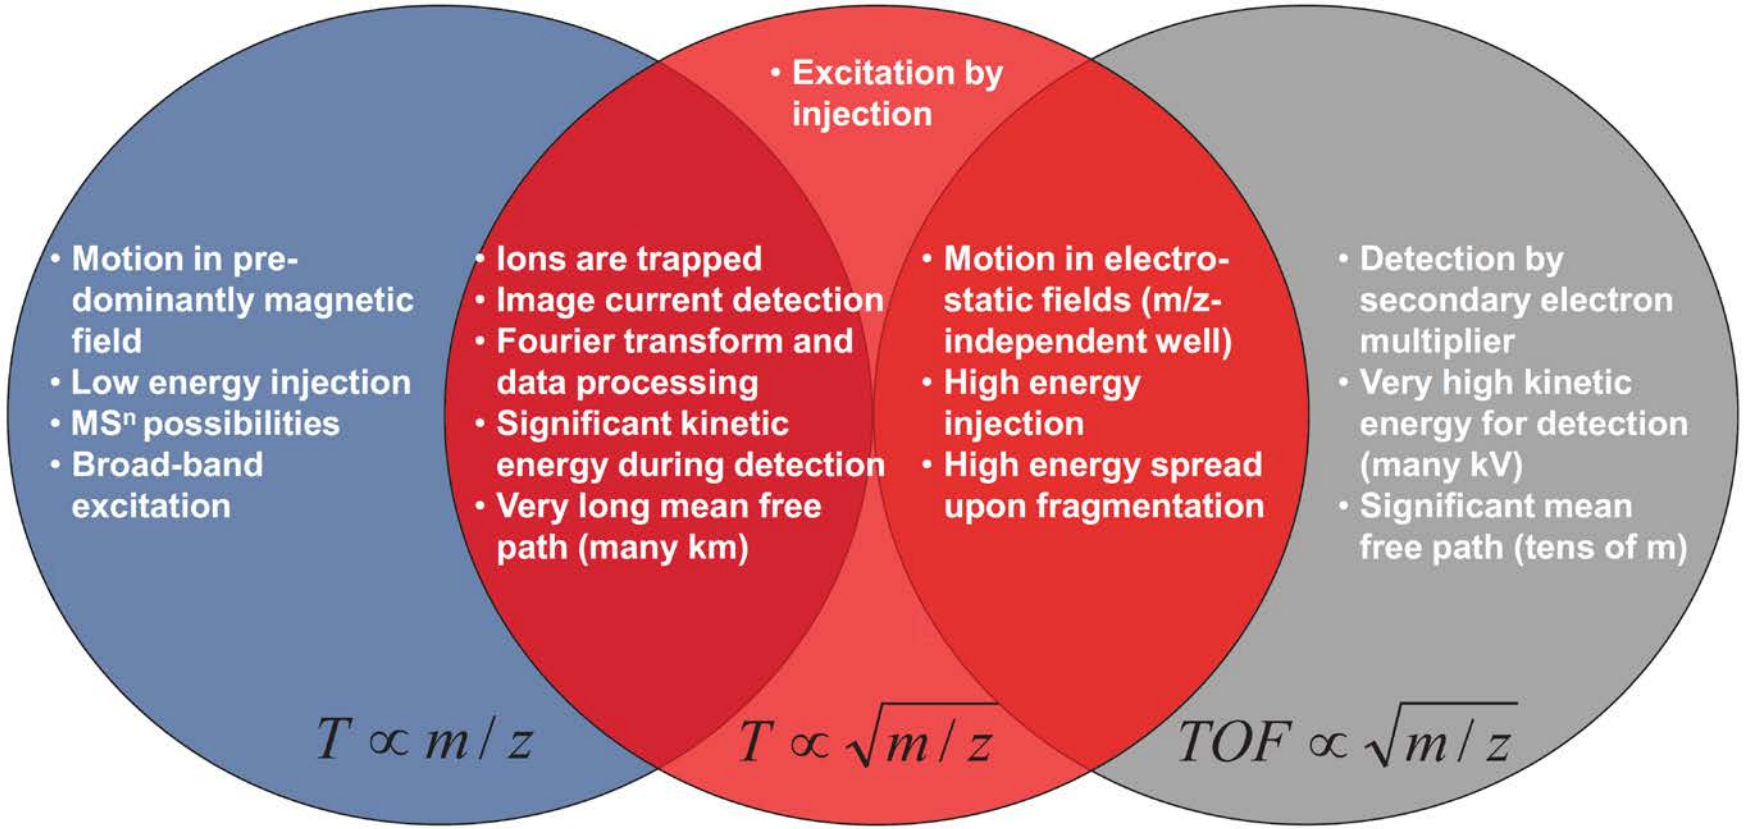 • Excitation by
injection
• Motion in pre-
dominantly magnetic
field
• Low energy injection
• MSⁿ possibilities
• Broad-band
excitation
• Ions are trapped
• Image current detection
• Fourier transform and
data processing
• Significant kinetic
energy during detection
• Very long mean free
path (many km)
• Motion in electro-
static fields (m/z-
independent well)
• High energy
injection
• High energy spread
upon fragmentation
• Detection by
secondary electron
multiplier
• Very high kinetic
energy for detection
(many kV)
• Significant mean
free path (tens of m)
T ∝ m / z
T ∝ √m / z
TOF ∝ √m / z